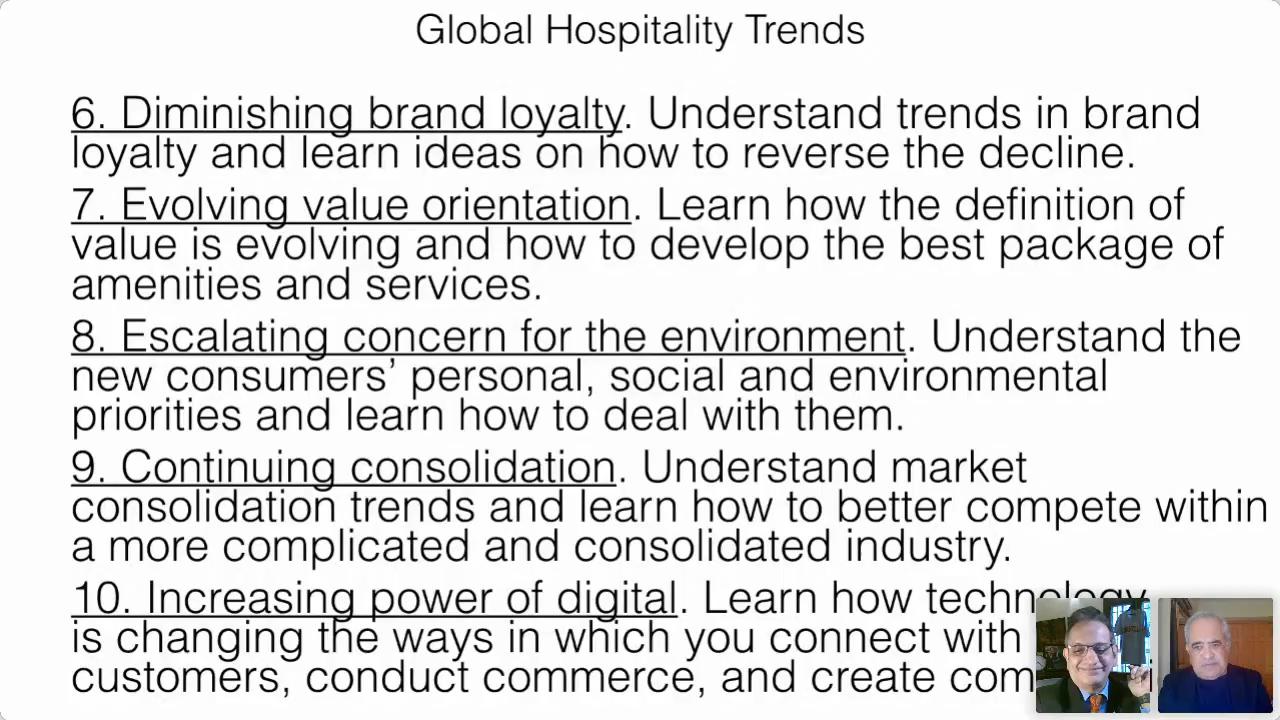 Global Hospitality Trends
6. Diminishing brand loyalty. Understand trends in brand
loyalty and learn ideas on how to reverse the decline.
7. Evolving value orientation. Learn how the definition of
value is evolving and how to develop the best package of
amenities and services.
8. Escalating concern for the environment. Understand the
new consumers’ personal, social and environmental
priorities and learn how to deal with them.
9. Continuing consolidation. Understand market
consolidation trends and learn how to better compete within
a more complicated and consolidated industry.
10. Increasing power of digital. Learn how technology
is changing the ways in which you connect with
customers, conduct commerce, and create